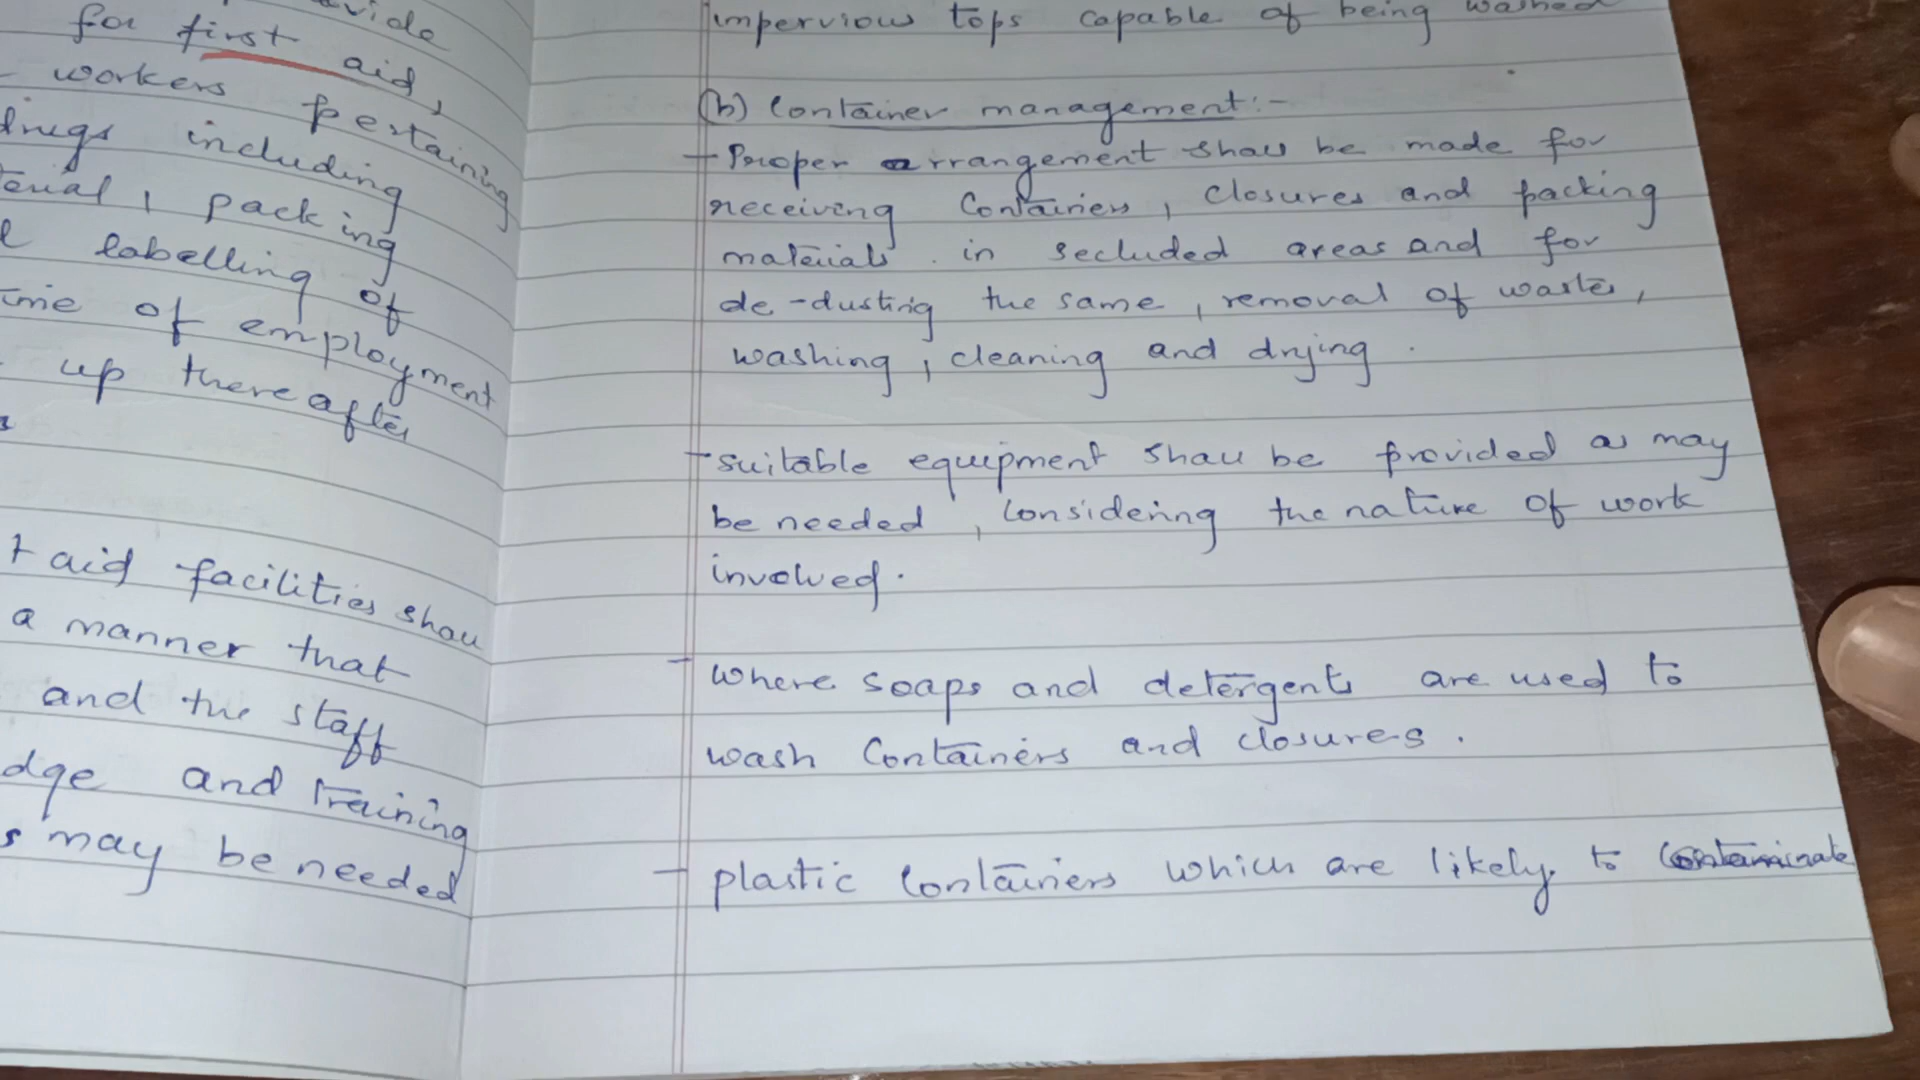 for first aid,
workers pertaining
drugs including
packing
labelling of
of employment
up thereafter
aid facilities shall
a manner that
and the staff
and training
may be needed
impervious tops capable of being washed
(b) Container management:-
- Proper arrangement shall be made for
receiving Containers, closures and packing
materials. in secluded areas and for
de-dusting the same, removal of wastes,
washing, cleaning and drying.
- suitable equipment shall be provided as may
be needed, considering the nature of work
involved.
- where soaps and detergents are used to
wash Containers and closures.
- plastic containers which are likely to contaminate